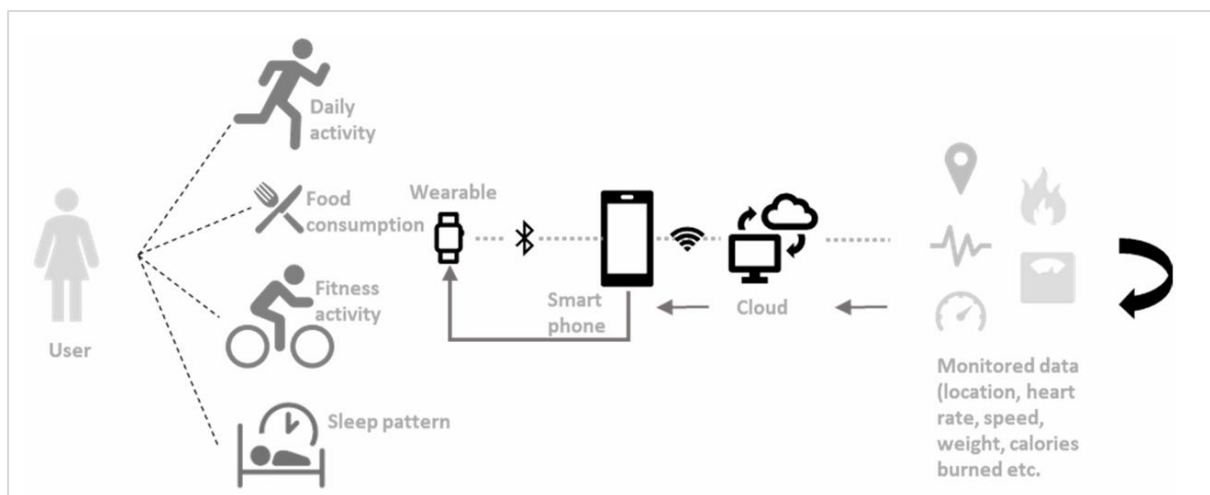 Daily
activity
Food
consumption
Wearable
Fitness
activity
Smart
phone
Cloud
User
Sleep pattern
Monitored data
(location, heart
rate, speed,
weight, calories
burned etc.